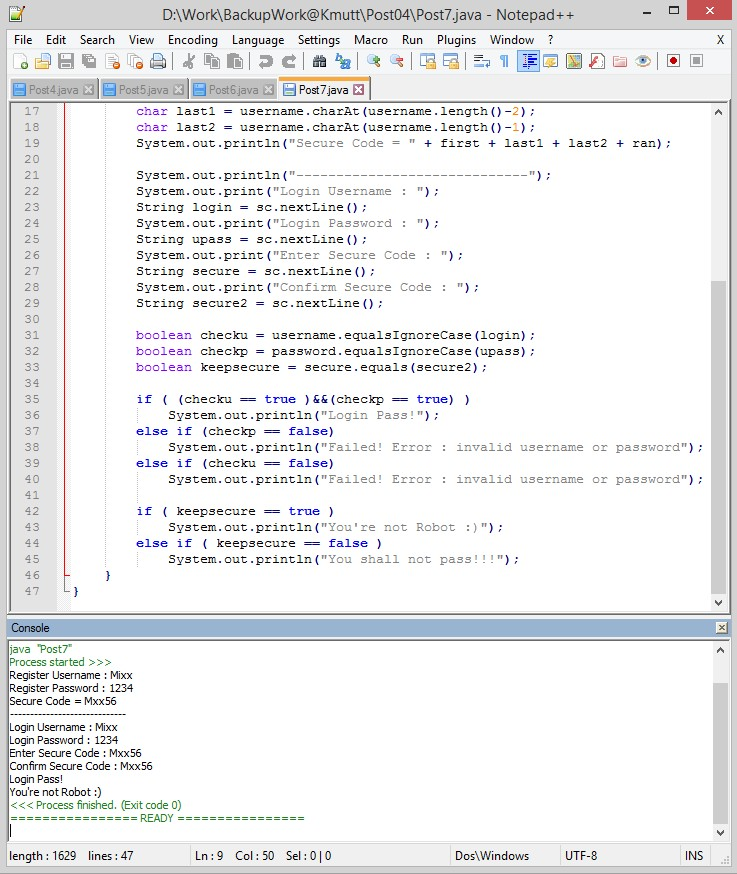 D:\Work\BackupWork@Kmutt\Post04\Post7.java - Notepad++
File Edit Search View Encoding Language Settings Macro Run Plugins Window ? X
Post4.java Post5.java Post6.java Post7.java
17 char last1 = username.charAt(username.length()-2);
18 char last2 = username.charAt(username.length()-1);
19 System.out.println("Secure Code = " + first + last1 + last2 + ran);
20
21 System.out.println("-----------------------------");
22 System.out.print("Login Username : ");
23 String login = sc.nextLine();
24 System.out.print("Login Password : ");
25 String upass = sc.nextLine();
26 System.out.print("Enter Secure Code : ");
27 String secure = sc.nextLine();
28 System.out.print("Confirm Secure Code : ");
29 String secure2 = sc.nextLine();
30
31 boolean checku = username.equalsIgnoreCase(login);
32 boolean checkp = password.equalsIgnoreCase(upass);
33 boolean keepsecure = secure.equals(secure2);
34
35 if ( (checku == true )&&(checkp == true) )
36 System.out.println("Login Pass!");
37 else if (checkp == false)
38 System.out.println("Failed! Error : invalid username or password");
39 else if (checku == false)
40 System.out.println("Failed! Error : invalid username or password");
41
42 if ( keepsecure == true )
43 System.out.println("You're not Robot :)");
44 else if ( keepsecure == false )
45 System.out.println("You shall not pass!!!");
46 }
47 }
Console
java "Post7"
Process started >>>
Register Username : Mixx
Register Password : 1234
Secure Code = Mxx56
-----------------------------
Login Username : Mixx
Login Password : 1234
Enter Secure Code : Mxx56
Confirm Secure Code : Mxx56
Login Pass!
You're not Robot :)
<<< Process finished. (Exit code 0)
================ READY ================
length : 1629 lines : 47 Ln : 9 Col : 50 Sel : 0 | 0 Dos\Windows UTF-8 INS